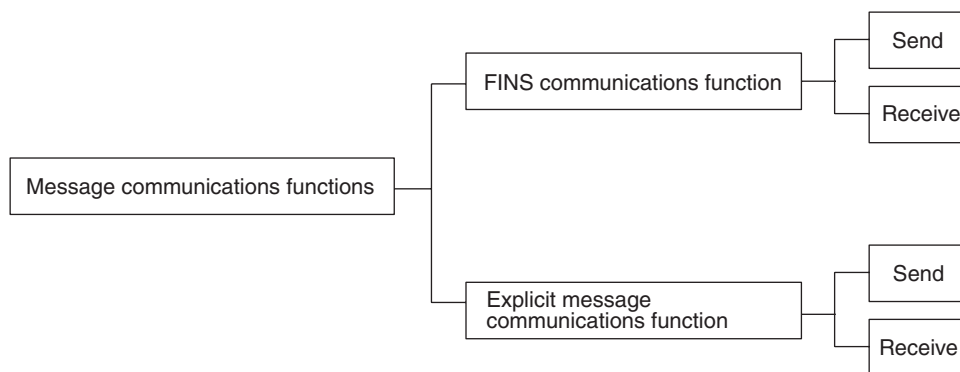 Send
FINS communications function
Receive
Message communications functions
Send
Explicit message
communications function
Receive